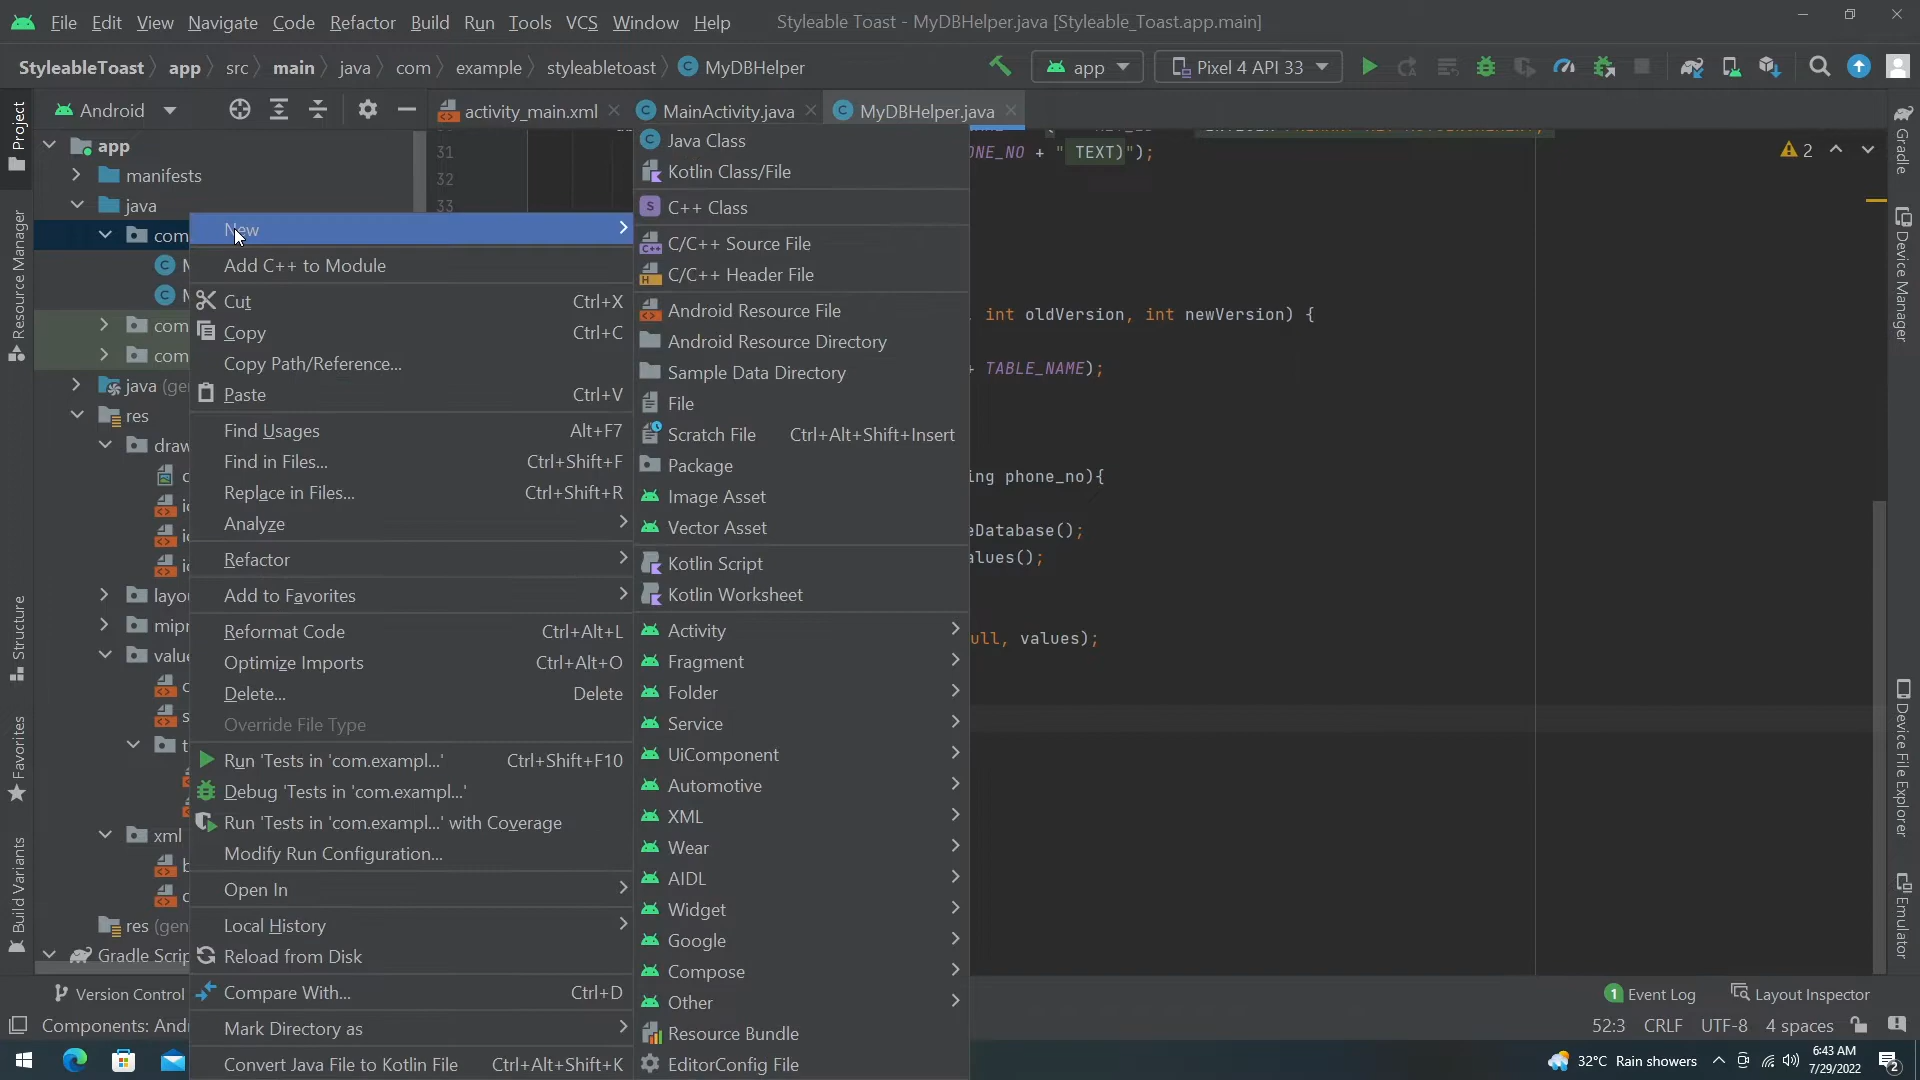 File Edit View Navigate Code Refactor Build Run Tools VCS Window Help Styleable Toast - MyDBHelper.java [Styleable_Toast.app.main]
StyleableToast app src main java com example styleabletoast MyDBHelper app Pixel 4 API 33
Android activity_main.xml MainActivity.java MyDBHelper.java
Project
Resource Manager
Structure
Favorites
Build Variants
app
manifests
java
com
com
com
java (ge
res
draw
layou
mipr
value
xml
res (gen
Gradle Scrip
New
Add C++ to Module
Cut Ctrl+X
Copy Ctrl+C
Copy Path/Reference...
Paste Ctrl+V
Find Usages Alt+F7
Find in Files... Ctrl+Shift+F
Replace in Files... Ctrl+Shift+R
Analyze
Refactor
Add to Favorites
Reformat Code Ctrl+Alt+L
Optimize Imports Ctrl+Alt+O
Delete... Delete
Override File Type
Run 'Tests in 'com.exampl...' Ctrl+Shift+F10
Debug 'Tests in 'com.exampl...'
Run 'Tests in 'com.exampl...' with Coverage
Modify Run Configuration...
Open In
Local History
Reload from Disk
Compare With... Ctrl+D
Mark Directory as
Convert Java File to Kotlin File Ctrl+Alt+Shift+K
Java Class
Kotlin Class/File
C++ Class
C/C++ Source File
C/C++ Header File
Android Resource File
Android Resource Directory
Sample Data Directory
File
Scratch File Ctrl+Alt+Shift+Insert
Package
Image Asset
Vector Asset
Kotlin Script
Kotlin Worksheet
Activity
Fragment
Folder
Service
UiComponent
Automotive
XML
Wear
AIDL
Widget
Google
Compose
Other
Resource Bundle
EditorConfig File
31
32
33
ONE_NO + " TEXT)");
int oldVersion, int newVersion) {
+ TABLE_NAME);
ing phone_no){
eDatabase();
alues();
ull, values);
2
Gradle
Device Manager
Device File Explorer
Emulator
Version Control
1 Event Log Layout Inspector
Components: Andr
52:3 CRLF UTF-8 4 spaces
32°C Rain showers
6:43 AM
7/29/2022
2